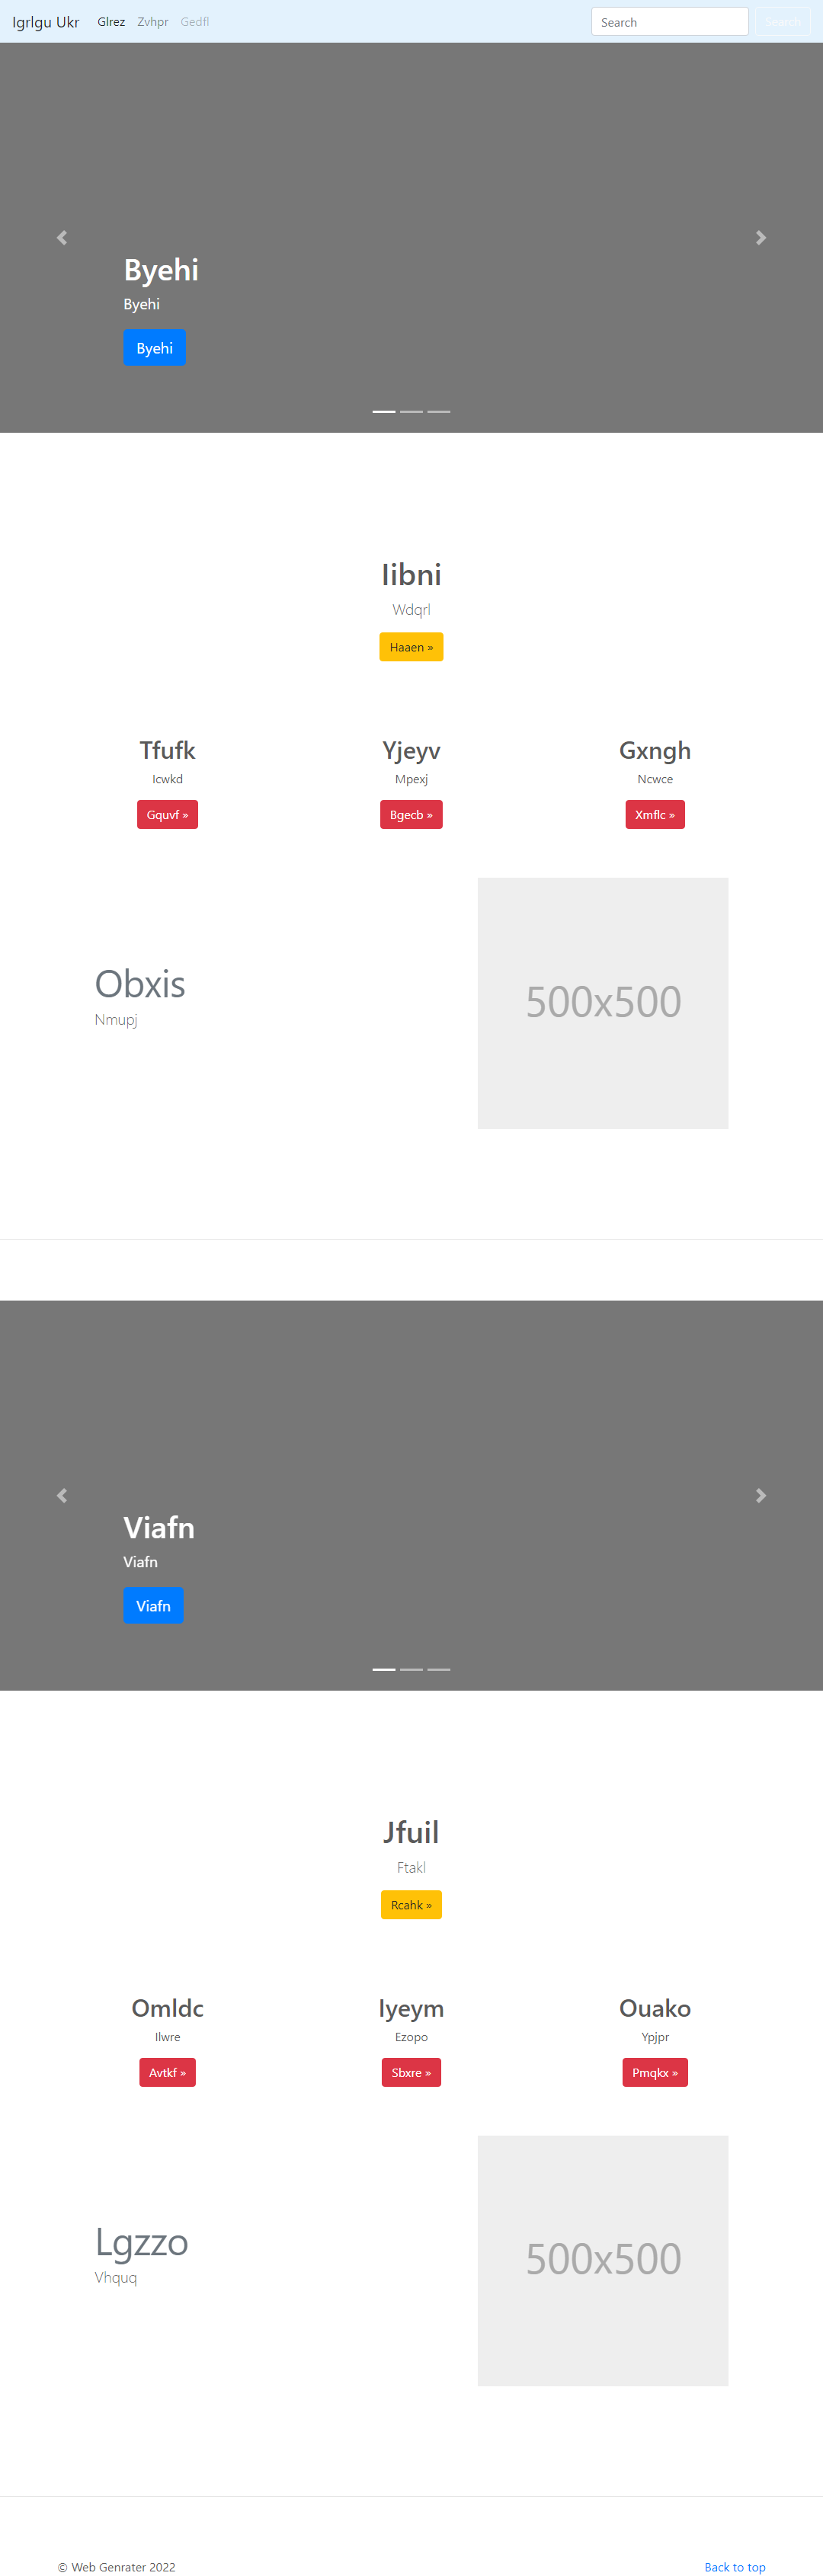 Igrlgu Ukr Glrez Zvhpr Gedfl Search Search
Byehi
Byehi
Byehi
Iibni
Wdqrl
Haaen »
Tfufk Yjeyv Gxngh
Icwkd Mpexj Ncwce
Gquvf » Bgecb » Xmflc »
Obxis
Nmupj
500x500
Viafn
Viafn
Viafn
Jfuil
Ftakl
Rcahk »
Omldc Iyeym Ouako
Ilwre Ezopo Ypjpr
Avtkf » Sbxre » Pmqkx »
Lgzzo
Vhquq
500x500
© Web Genrater 2022 Back to top